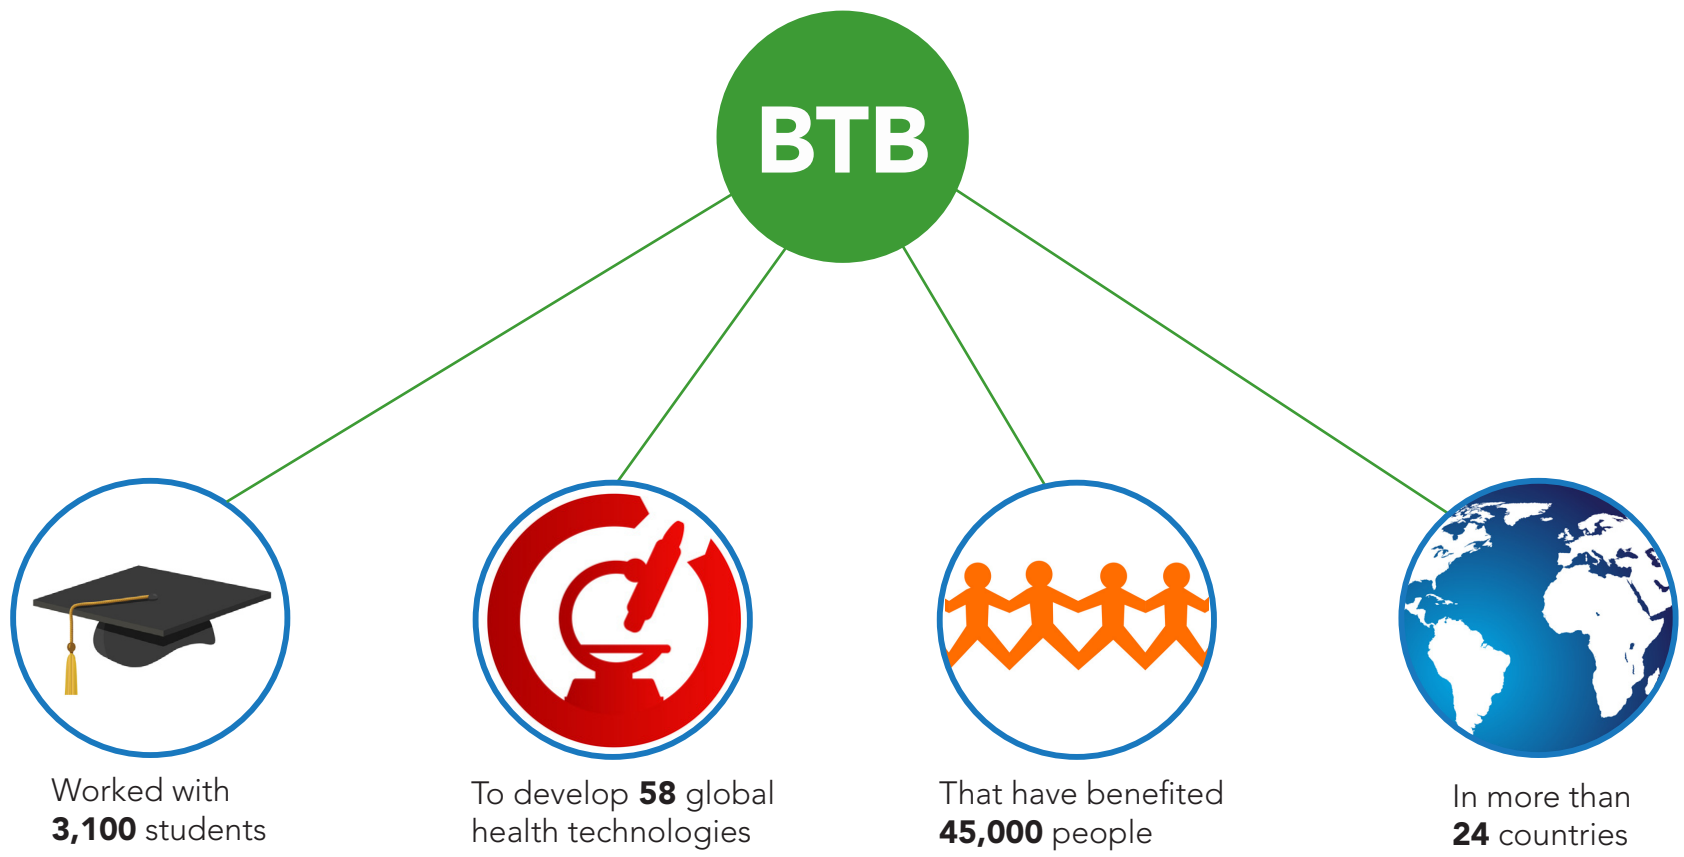 BTB
Worked with
3,100 students
To develop 58 global
health technologies
That have benefited
45,000 people
In more than
24 countries